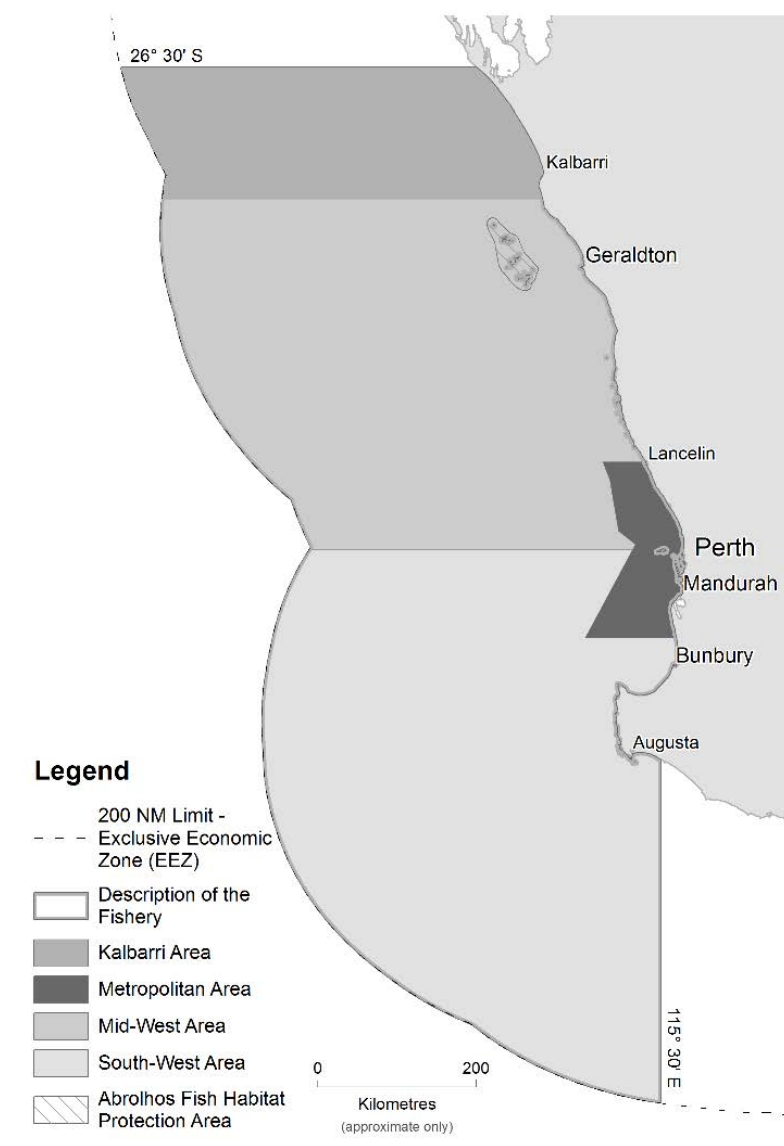 26° 30' S
Kalbarri
Geraldton
Lancelin
Perth
Mandurah
Bunbury
Augusta
Legend
200 NM Limit -
Exclusive Economic
Zone (EEZ)
Description of the
Fishery
Kalbarri Area
Metropolitan Area
Mid-West Area
South-West Area
Abrolhos Fish Habitat
Protection Area
0 200
Kilometres
(approximate only)
115° 30' E